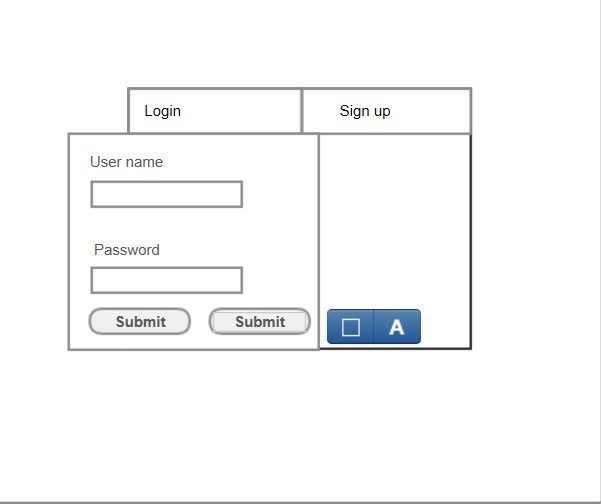 Login Sign up
User name
Password
Submit Submit
A